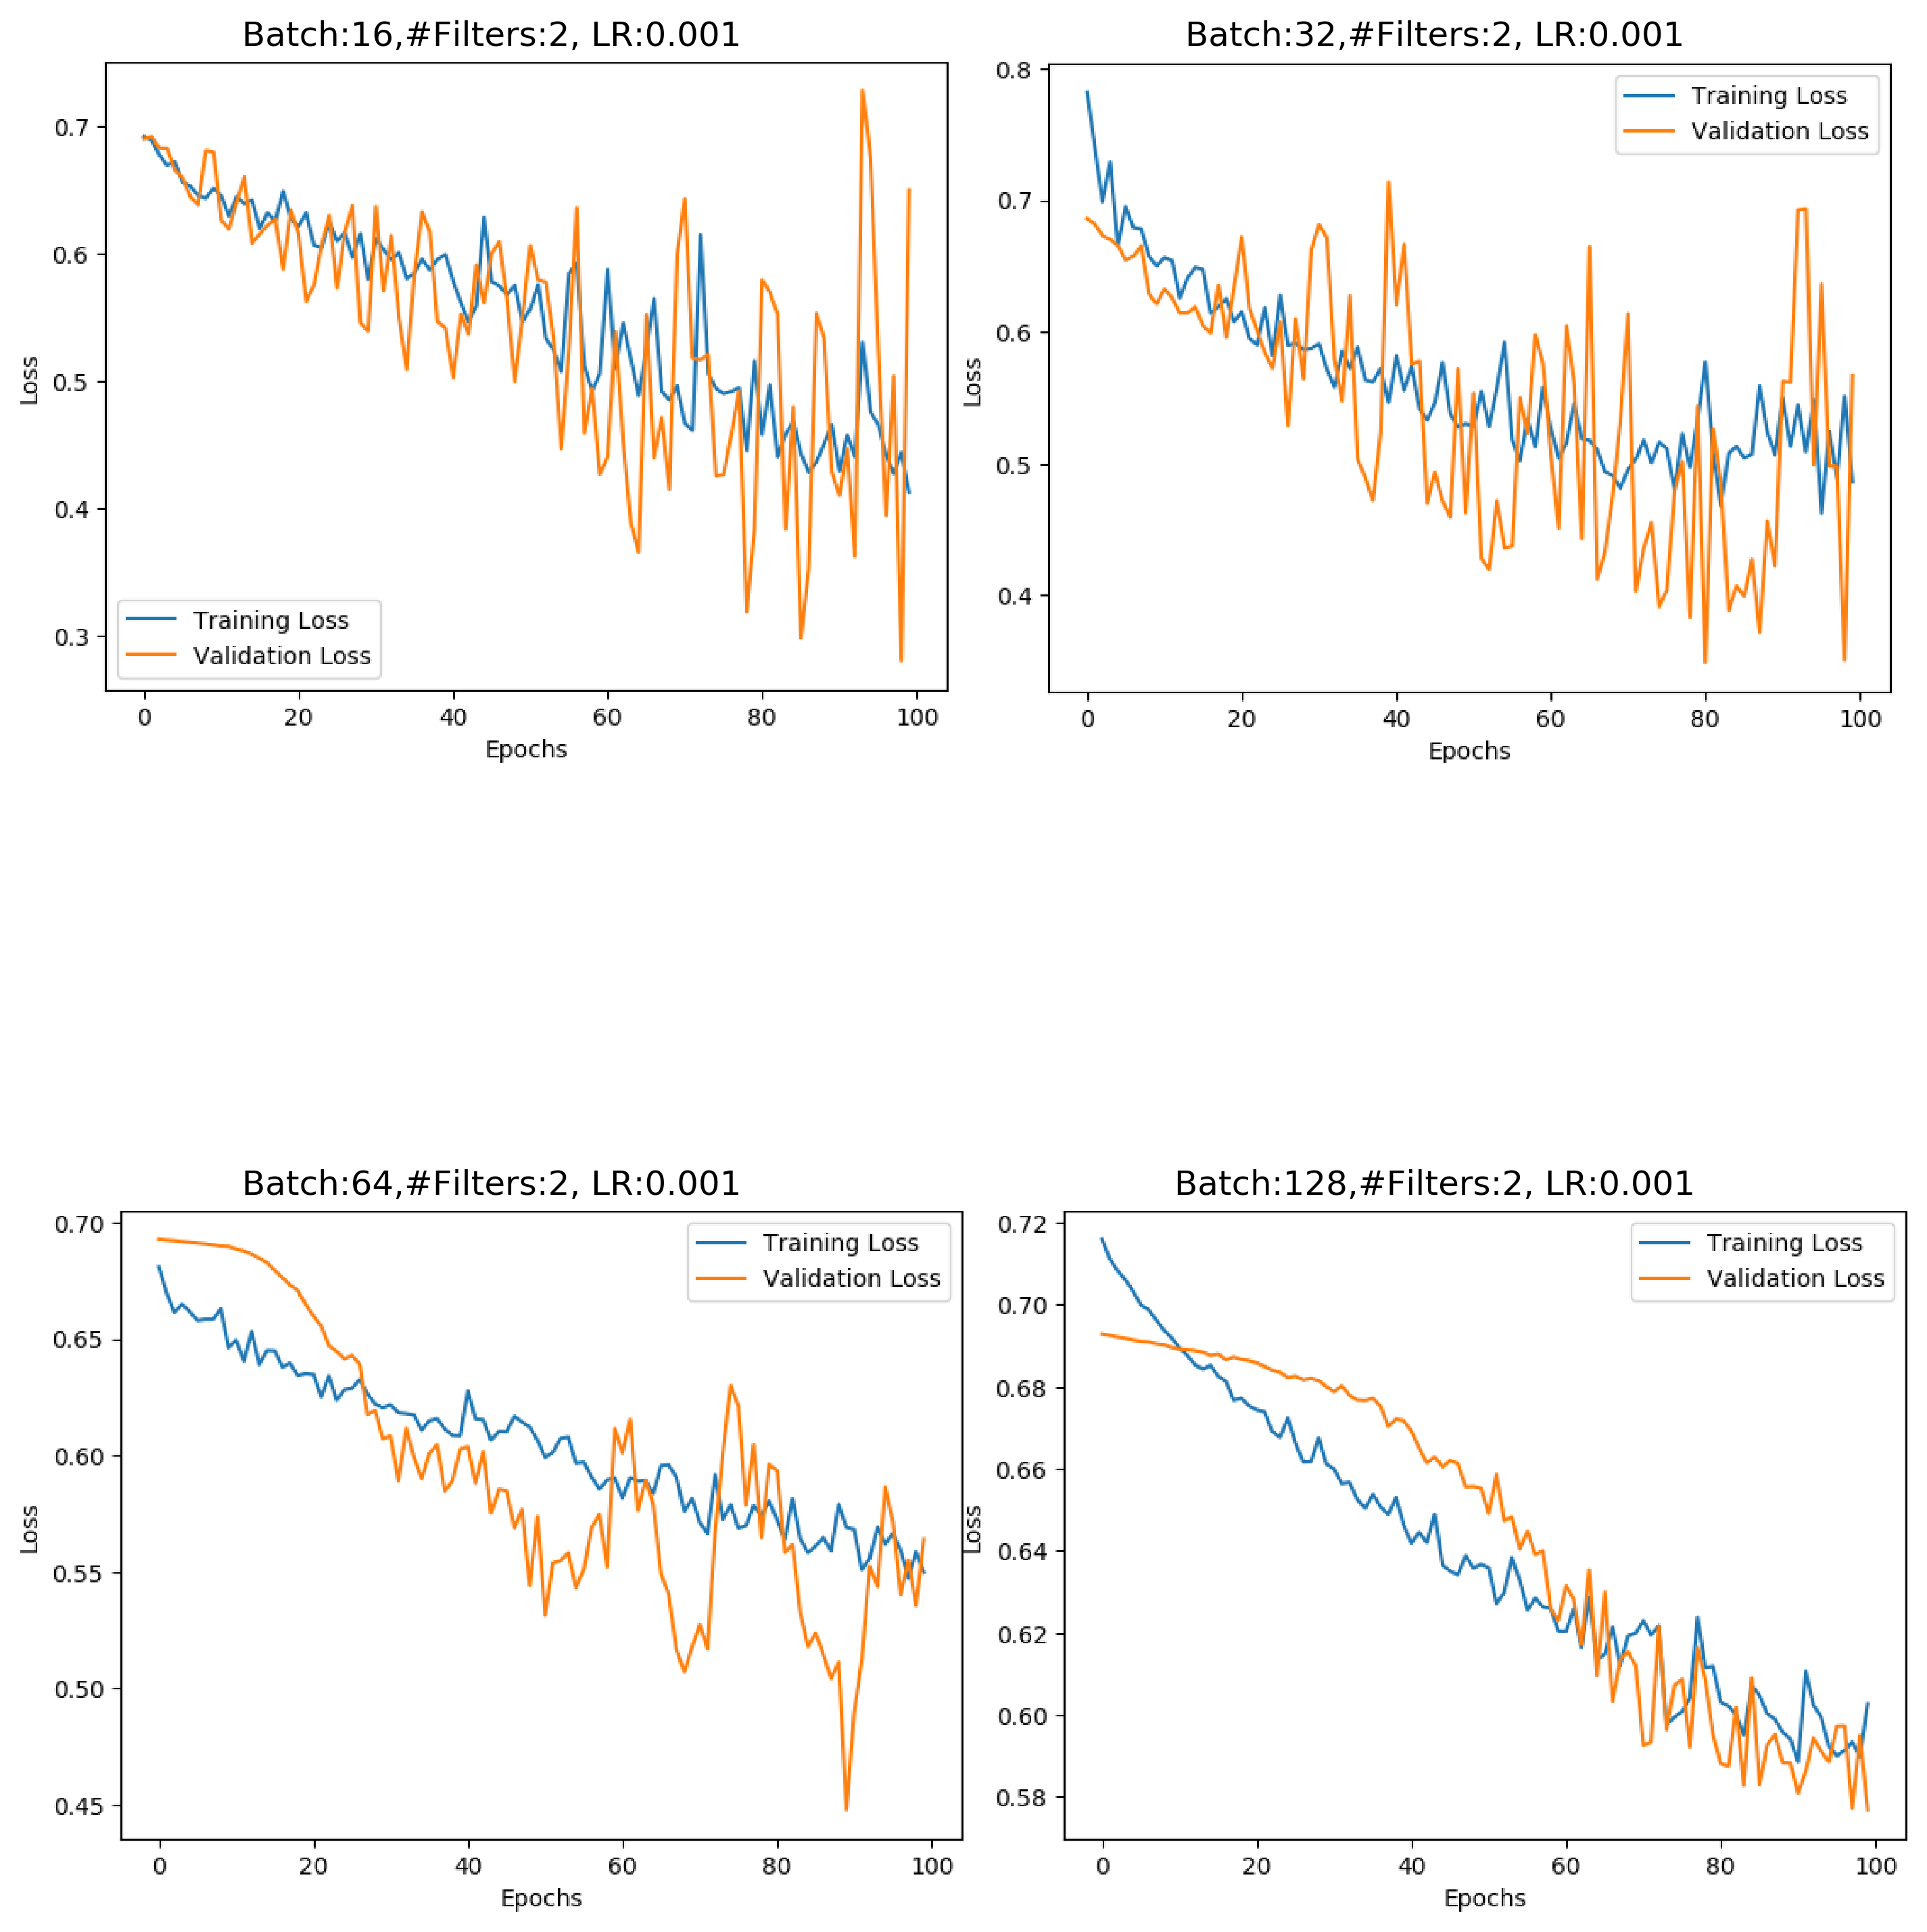 Batch:16,#Filters:2, LR:0.001
0.7
0.6
0.5
0.4
0.3
Loss
Training Loss
Validation Loss
0 20 40 60 80 100
Epochs
Batch:32,#Filters:2, LR:0.001
0.8
0.7
0.6
0.5
0.4
Loss
Training Loss
Validation Loss
0 20 40 60 80 100
Epochs
Batch:64,#Filters:2, LR:0.001
0.70
0.65
0.60
0.55
0.50
0.45
Loss
Training Loss
Validation Loss
0 20 40 60 80 100
Epochs
Batch:128,#Filters:2, LR:0.001
0.72
0.70
0.68
0.66
0.64
0.62
0.60
0.58
Loss
Training Loss
Validation Loss
0 20 40 60 80 100
Epochs